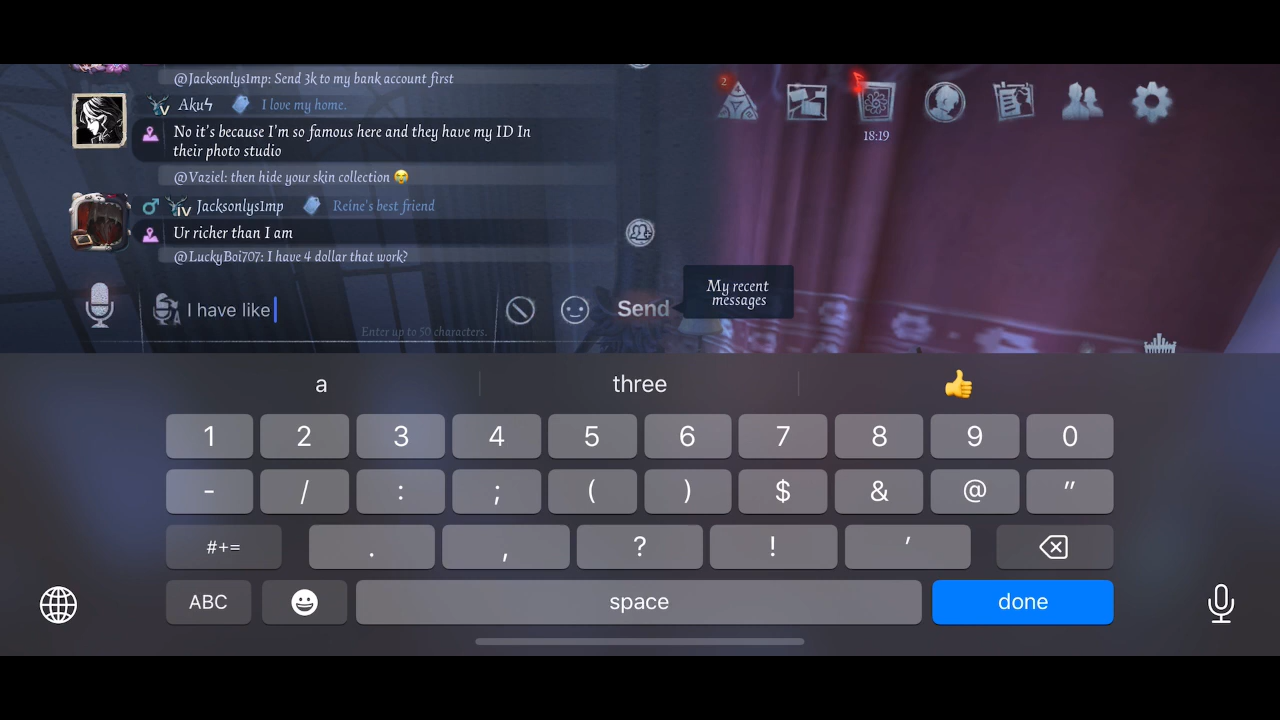 @Jacksonlys1mp: Send 3k to my bank account first
2
V Akuϟ I love my home.
No it's because I'm so famous here and they have my ID In
their photo studio
18:19
@Vaziel: then hide your skin collection 😭
IV Jacksonlys1mp Reine's best friend
Ur richer than I am
@LuckyBoi707: I have 4 dollar that work?
A I have like
Send
My recent
messages
Enter up to 50 characters.
a three 👍
1 2 3 4 5 6 7 8 9 0
- / : ; ( ) $ & @ "
#+= . , ? ! '
ABC space done